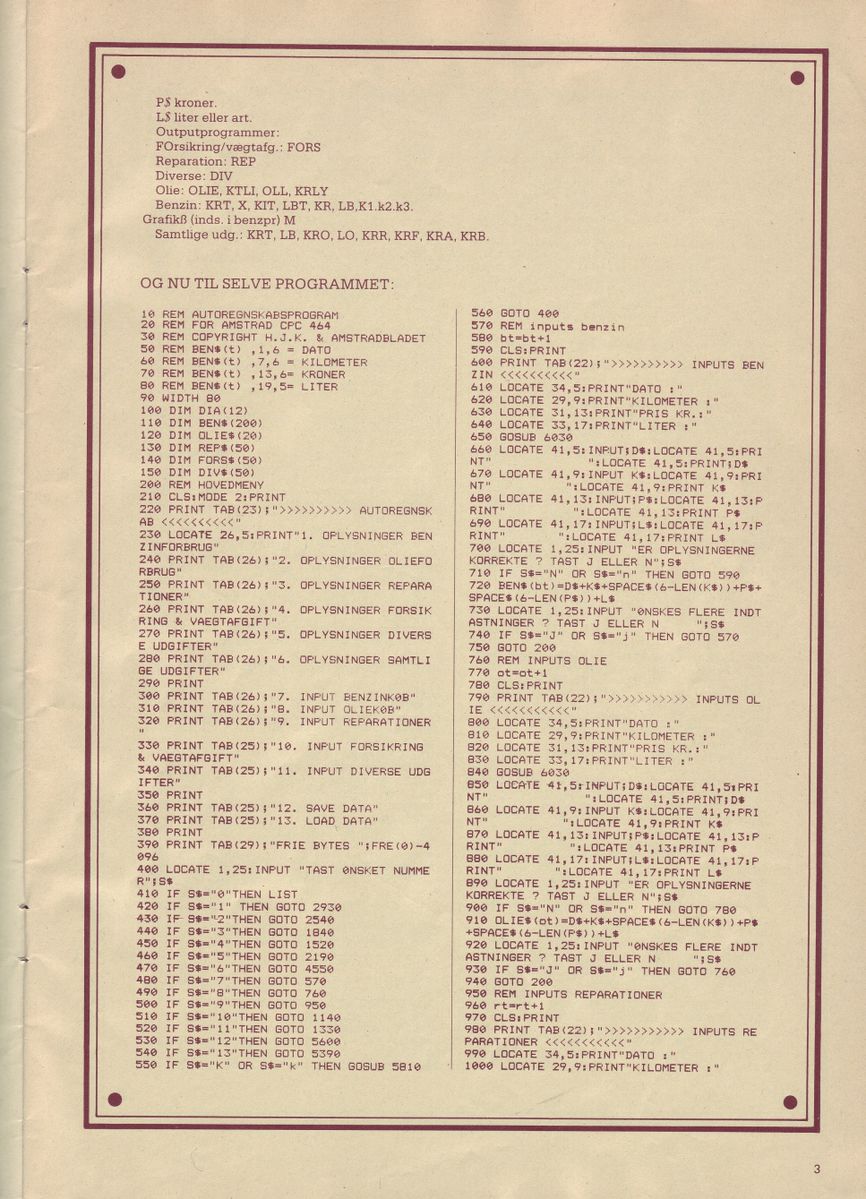 P$ kroner.
L$ liter eller art.
Outputprogrammer:
FOrsikring/vægtafg.: FORS
Reparation: REP
Diverse: DIV
Olie: OLIE, KTLI, OLL, KRLY
Benzin: KRT, X, KIT, LBT, KR, LB,K1.k2.k3.
Grafikß (inds. i benzpr) M
Samtlige udg.: KRT, LB, KRO, LO, KRR, KRF, KRA, KRB.
OG NU TIL SELVE PROGRAMMET:
10 REM AUTOREGNSKABSPROGRAM
20 REM FOR AMSTRAD CPC 464
30 REM COPYRIGHT H.J.K. & AMSTRADBLADET
50 REM BEN$(t) ,1,6 = DATO
60 REM BEN$(t) ,7,6 = KILOMETER
70 REM BEN$(t) ,13,6= KRONER
80 REM BEN$(t) ,19,5= LITER
90 WIDTH 80
100 DIM DIA(12)
110 DIM BEN$(200)
120 DIM OLIE$(20)
130 DIM REP$(50)
140 DIM FORS$(50)
150 DIM DIV$(50)
200 REM HOVEDMENY
210 CLS:MODE 2:PRINT
220 PRINT TAB(23);">>>>>>>>>> AUTOREGNSK
AB <<<<<<<<<<"
230 LOCATE 26,5:PRINT"1. OPLYSNINGER BEN
ZINFORBRUG"
240 PRINT TAB(26);"2. OPLYSNINGER OLIEFO
RBRUG"
250 PRINT TAB(26);"3. OPLYSNINGER REPARA
TIONER"
260 PRINT TAB(26);"4. OPLYSNINGER FORSIK
RING & VAEGTAFGIFT"
270 PRINT TAB(26);"5. OPLYSNINGER DIVERS
E UDGIFTER"
280 PRINT TAB(26);"6. OPLYSNINGER SAMTLI
GE UDGIFTER"
290 PRINT
300 PRINT TAB(26);"7. INPUT BENZINKØB"
310 PRINT TAB(26);"8. INPUT OLIEKØB"
320 PRINT TAB(26);"9. INPUT REPARATIONER
"
330 PRINT TAB(25);"10. INPUT FORSIKRING
& VAEGTAFGIFT"
340 PRINT TAB(25);"11. INPUT DIVERSE UDG
IFTER"
350 PRINT
360 PRINT TAB(25);"12. SAVE DATA"
370 PRINT TAB(25);"13. LOAD DATA"
380 PRINT
390 PRINT TAB(29);"FRIE BYTES ";FRE(0)-4
096
400 LOCATE 1,25:INPUT "TAST ØNSKET NUMME
R";S$
410 IF S$="0"THEN LIST
420 IF S$="1" THEN GOTO 2930
430 IF S$="2"THEN GOTO 2540
440 IF S$="3"THEN GOTO 1840
450 IF S$="4"THEN GOTO 1520
460 IF S$="5"THEN GOTO 2190
470 IF S$="6"THEN GOTO 4550
480 IF S$="7"THEN GOTO 570
490 IF S$="8"THEN GOTO 760
500 IF S$="9"THEN GOTO 950
510 IF S$="10"THEN GOTO 1140
520 IF S$="11"THEN GOTO 1330
530 IF S$="12"THEN GOTO 5600
540 IF S$="13"THEN GOTO 5390
550 IF S$="K" OR S$="k" THEN GOSUB 5810
560 GOTO 400
570 REM inputs benzin
580 bt=bt+1
590 CLS:PRINT
600 PRINT TAB(22);">>>>>>>>>> INPUTS BEN
ZIN <<<<<<<<<<"
610 LOCATE 34,5:PRINT"DATO :"
620 LOCATE 29,9:PRINT"KILOMETER :"
630 LOCATE 31,13:PRINT"PRIS KR.:"
640 LOCATE 33,17:PRINT"LITER :"
650 GOSUB 6030
660 LOCATE 41,5:INPUT;D$:LOCATE 41,5:PRI
NT"          ":LOCATE 41,5:PRINT;D$
670 LOCATE 41,9:INPUT K$:LOCATE 41,9:PRI
NT"        ":LOCATE 41,9:PRINT K$
680 LOCATE 41,13:INPUT;P$:LOCATE 41,13:P
RINT"        ":LOCATE 41,13:PRINT P$
690 LOCATE 41,17:INPUT;L$:LOCATE 41,17:P
RINT"      ":LOCATE 41,17:PRINT L$
700 LOCATE 1,25:INPUT "ER OPLYSNINGERNE
KORREKTE ? TAST J ELLER N";S$
710 IF S$="N" OR S$="n" THEN GOTO 590
720 BEN$(bt)=D$+K$+SPACE$(6-LEN(K$))+P$+
SPACE$(6-LEN(P$))+L$
730 LOCATE 1,25:INPUT "ØNSKES FLERE INDT
ASTNINGER ? TAST J ELLER N     ";S$
740 IF S$="J" OR S$="j" THEN GOTO 570
750 GOTO 200
760 REM INPUTS OLIE
770 ot=ot+1
780 CLS:PRINT
790 PRINT TAB(22);">>>>>>>>>>> INPUTS OL
IE <<<<<<<<<<<"
800 LOCATE 34,5:PRINT"DATO :"
810 LOCATE 29,9:PRINT"KILOMETER :"
820 LOCATE 31,13:PRINT"PRIS KR.:"
830 LOCATE 33,17:PRINT"LITER :"
840 GOSUB 6030
850 LOCATE 41,5:INPUT;D$:LOCATE 41,5:PRI
NT"          ":LOCATE 41,5:PRINT;D$
860 LOCATE 41,9:INPUT K$:LOCATE 41,9:PRI
NT"       ":LOCATE 41,9:PRINT K$
870 LOCATE 41,13:INPUT;P$:LOCATE 41,13:P
RINT"       ":LOCATE 41,13:PRINT P$
880 LOCATE 41,17:INPUT;L$:LOCATE 41,17:P
RINT"      ":LOCATE 41,17:PRINT L$
890 LOCATE 1,25:INPUT "ER OPLYSNINGERNE
KORREKTE ? TAST J ELLER N";S$
900 IF S$="N" OR S$="n" THEN GOTO 780
910 OLIE$(ot)=D$+K$+SPACE$(6-LEN(K$))+P$
+SPACE$(6-LEN(P$))+L$
920 LOCATE 1,25:INPUT "ØNSKES FLERE INDT
ASTNINGER ? TAST J ELLER N     ";S$
930 IF S$="J" OR S$="j" THEN GOTO 760
940 GOTO 200
950 REM INPUTS REPARATIONER
960 rt=rt+1
970 CLS:PRINT
980 PRINT TAB(22);">>>>>>>>>>> INPUTS RE
PARATIONER <<<<<<<<<<<"
990 LOCATE 34,5:PRINT"DATO :"
1000 LOCATE 29,9:PRINT"KILOMETER :"
3